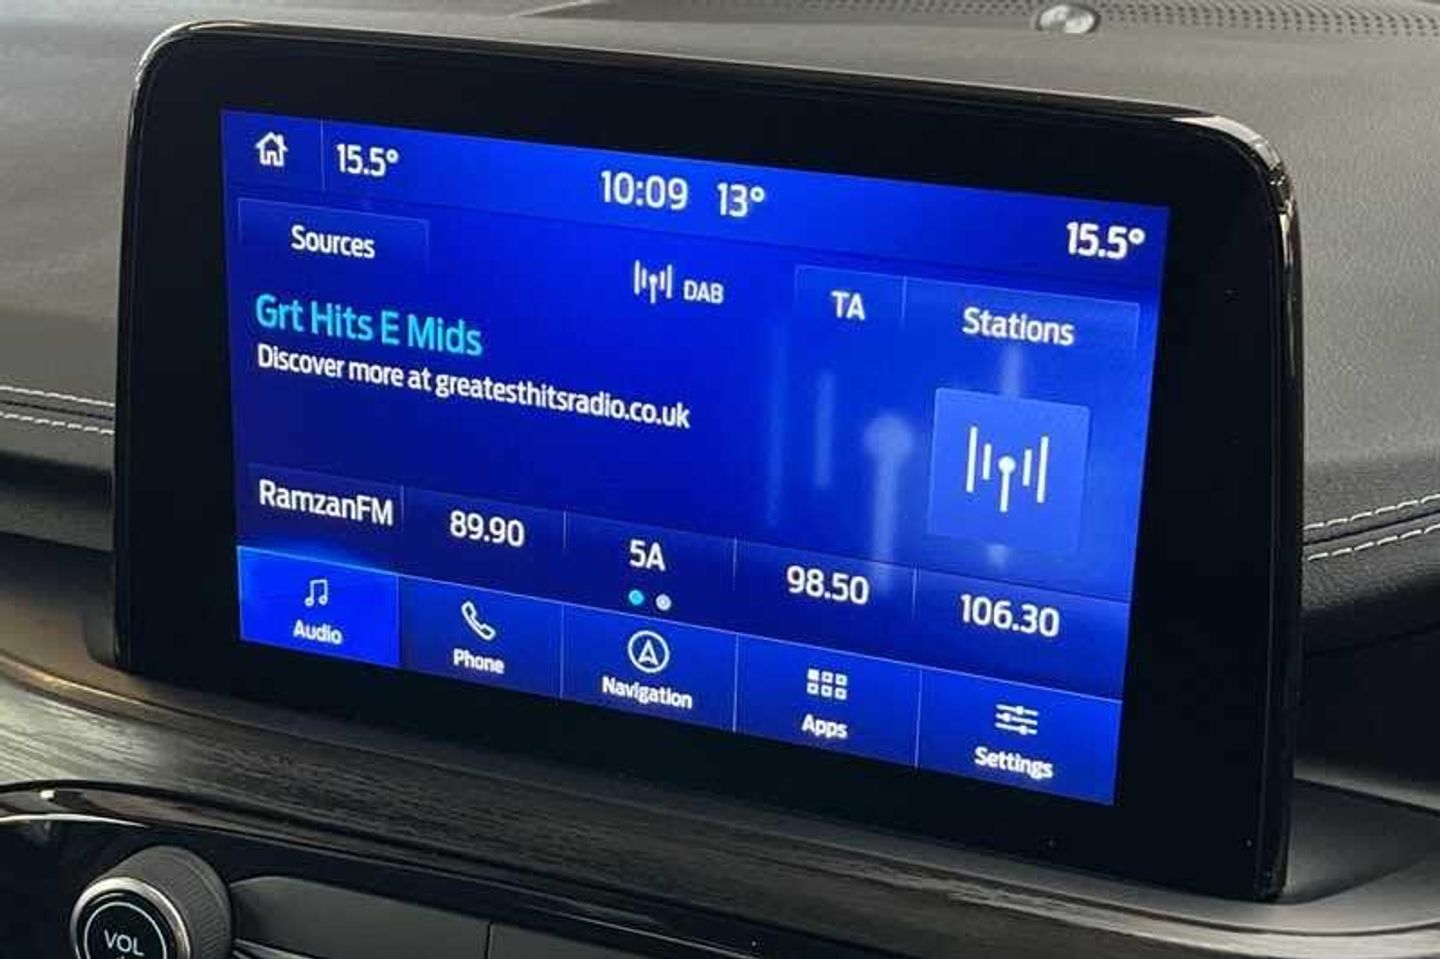 15.5° 10:09 13° 15.5°
Sources DAB TA Stations
Grt Hits E Mids
Discover more at greatesthitsradio.co.uk
RamzanFM 89.90 5A 98.50 106.30
Audio Phone Navigation Apps Settings
VOL